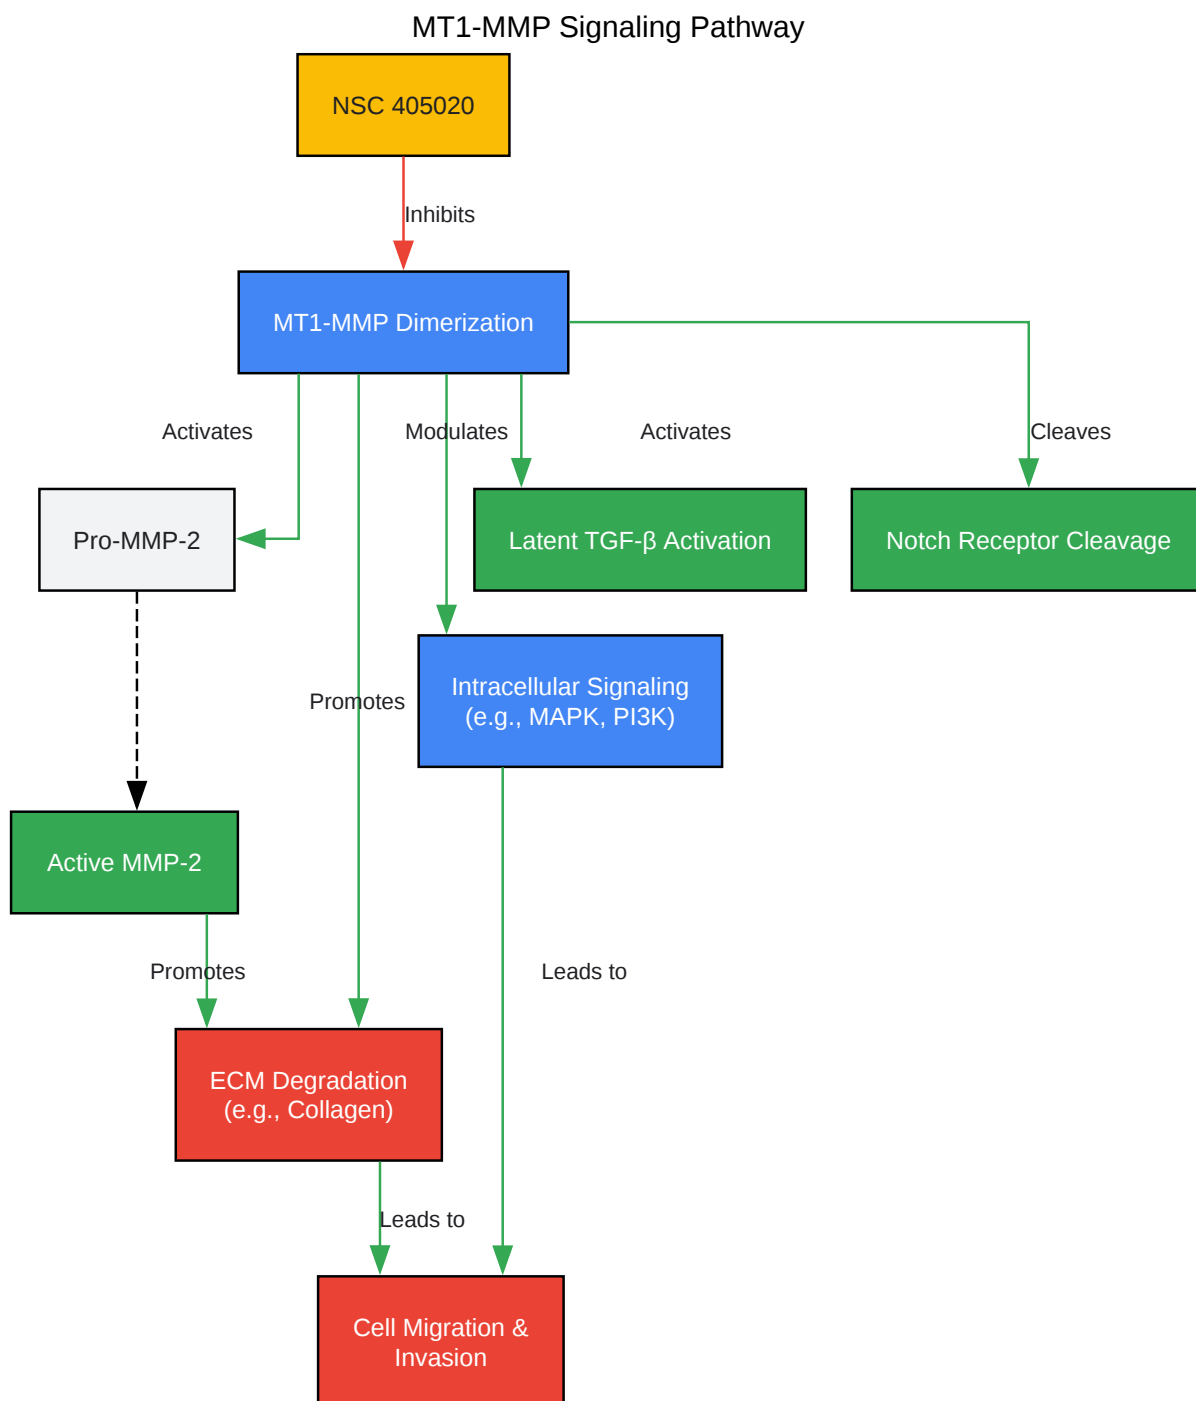 MT1-MMP Signaling Pathway
NSC 405020
Inhibits
MT1-MMP Dimerization
Activates
Modulates
Activates
Cleaves
Pro-MMP-2
Latent TGF-β Activation
Notch Receptor Cleavage
Intracellular Signaling
(e.g., MAPK, PI3K)
Promotes
Active MMP-2
Promotes
Leads to
ECM Degradation
(e.g., Collagen)
Leads to
Cell Migration &
Invasion